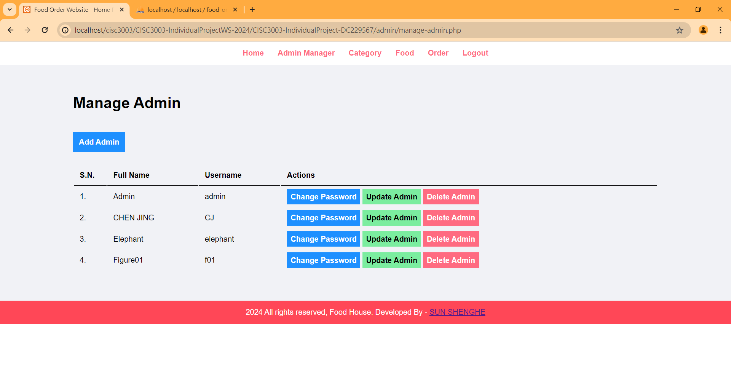 Food Order Website - Home
localhost / localhost / food-o
localhost/cisc3003/CISC3003-IndividualProjectWS-2024/CISC3003-IndividualProject-DC229567/admin/manage-admin.php
Home Admin Manager Category Food Order Logout
Manage Admin
Add Admin
S.N. Full Name Username Actions
1. Admin admin Change Password Update Admin Delete Admin
2. CHEN JING CJ Change Password Update Admin Delete Admin
3. Elephant elephant Change Password Update Admin Delete Admin
4. Figure01 f01 Change Password Update Admin Delete Admin
2024 All rights reserved, Food House. Developed By - SUN SHENGHE